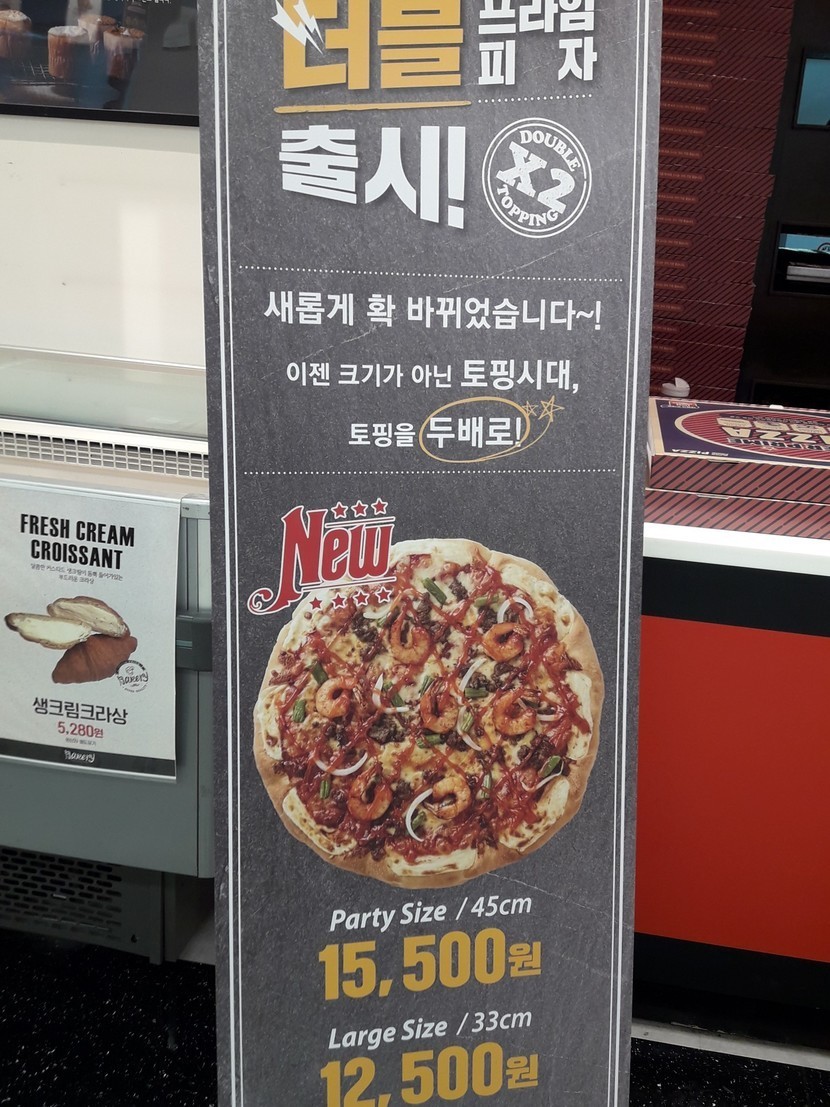 더블 프라임
피 자
출시!
DOUBLE
X2
TOPPING
새롭게 확 바뀌었습니다~!
이젠 크기가 아닌 토핑시대,
토핑을 두배로!
New
Party Size / 45cm
15,500원
Large Size / 33cm
12,500원
FRESH CREAM
CROISSANT
BAKERY
생크림크라상
5,280원
BAKERY
PIZZA